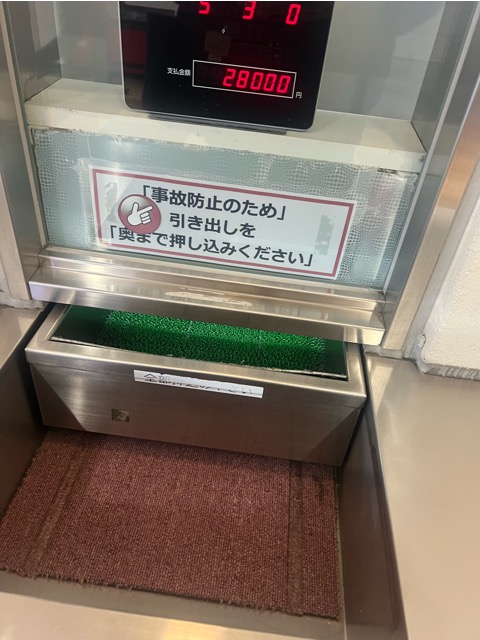 530
支払金額 28000 円
「事故防止のため」
引き出しを
「奥まで押し込みください」